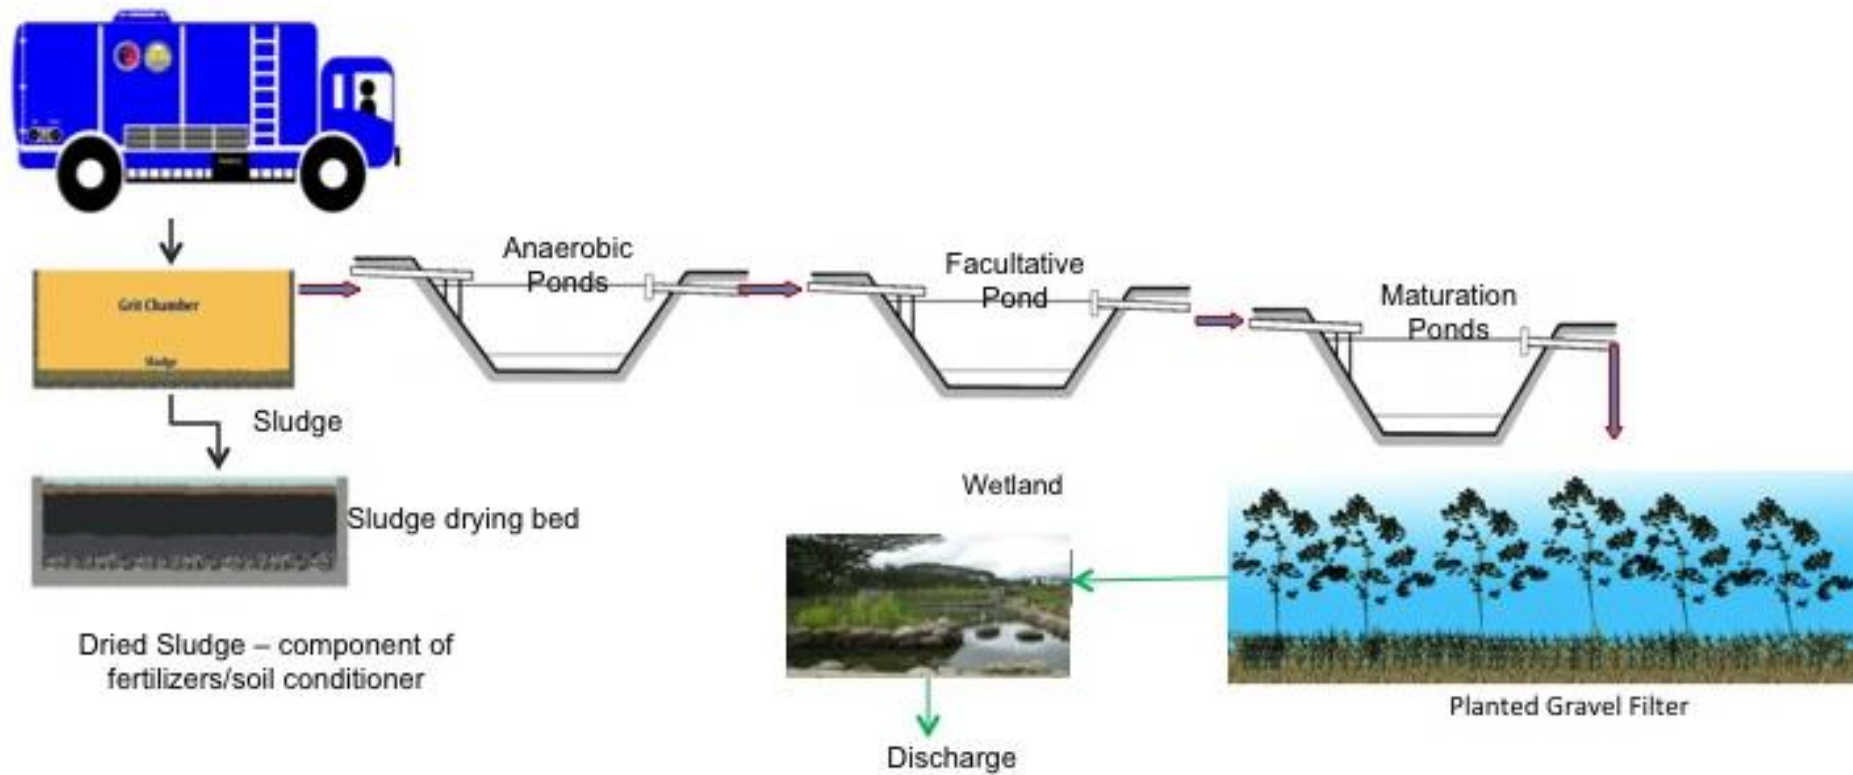 Anaerobic
Ponds
Facultative
Pond
Maturation
Ponds
Grit Chamber
Sludge
Sludge
Sludge drying bed
Wetland
Dried Sludge – component of
fertilizers/soil conditioner
Planted Gravel Filter
Discharge